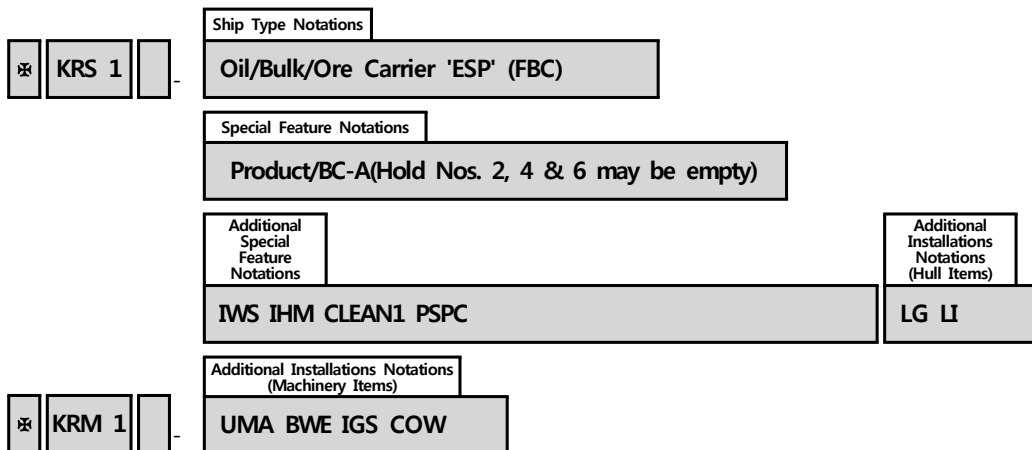 Ship Type Notations
✠ KRS 1 - Oil/Bulk/Ore Carrier 'ESP' (FBC)
Special Feature Notations
Product/BC-A(Hold Nos. 2, 4 & 6 may be empty)
Additional
Special
Feature
Notations
Additional
Installations
Notations
(Hull Items)
IWS IHM CLEAN1 PSPC
LG LI
Additional Installations Notations
(Machinery Items)
✠ KRM 1 - UMA BWE IGS COW